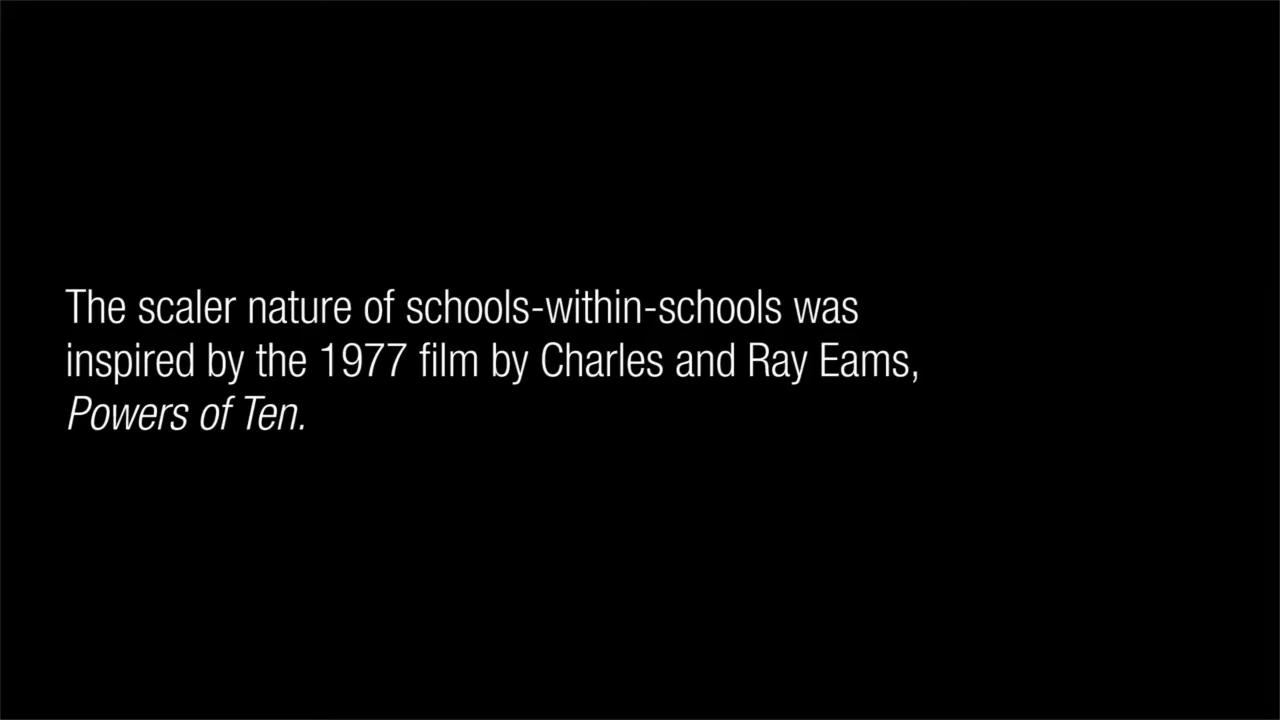 The scaler nature of schools-within-schools was
inspired by the 1977 film by Charles and Ray Eams,
Powers of Ten.